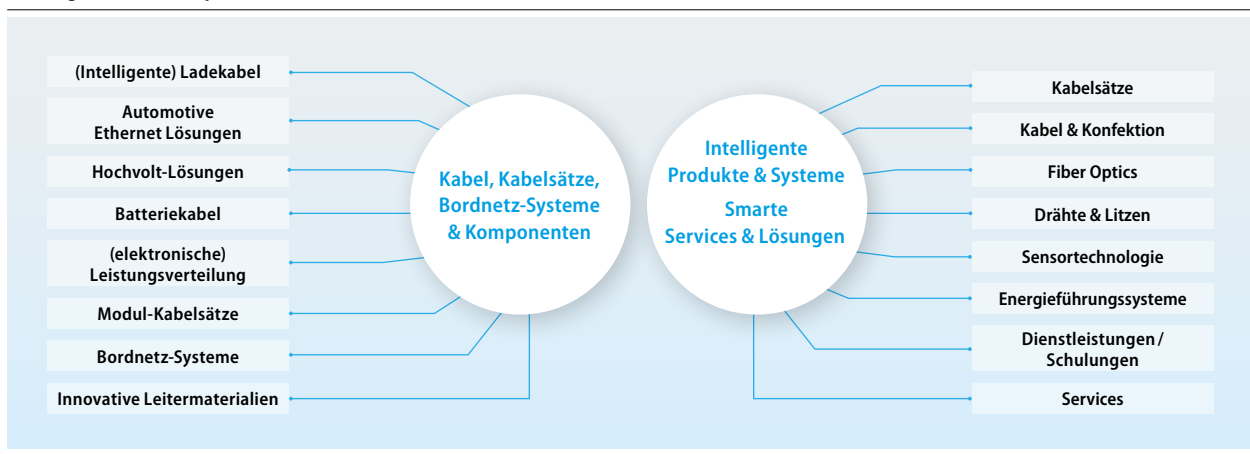 (Intelligente) Ladekabel
Automotive
Ethernet Lösungen
Hochvolt-Lösungen
Batteriekabel
(elektronische)
Leistungsverteilung
Modul-Kabelsätze
Bordnetz-Systeme
Innovative Leitermaterialien
Kabel, Kabelsätze,
Bordnetz-Systeme
& Komponenten
Intelligente
Produkte & Systeme
Smarte
Services & Lösungen
Kabelsätze
Kabel & Konfektion
Fiber Optics
Drähte & Litzen
Sensortechnologie
Energieführungssysteme
Dienstleistungen /
Schulungen
Services